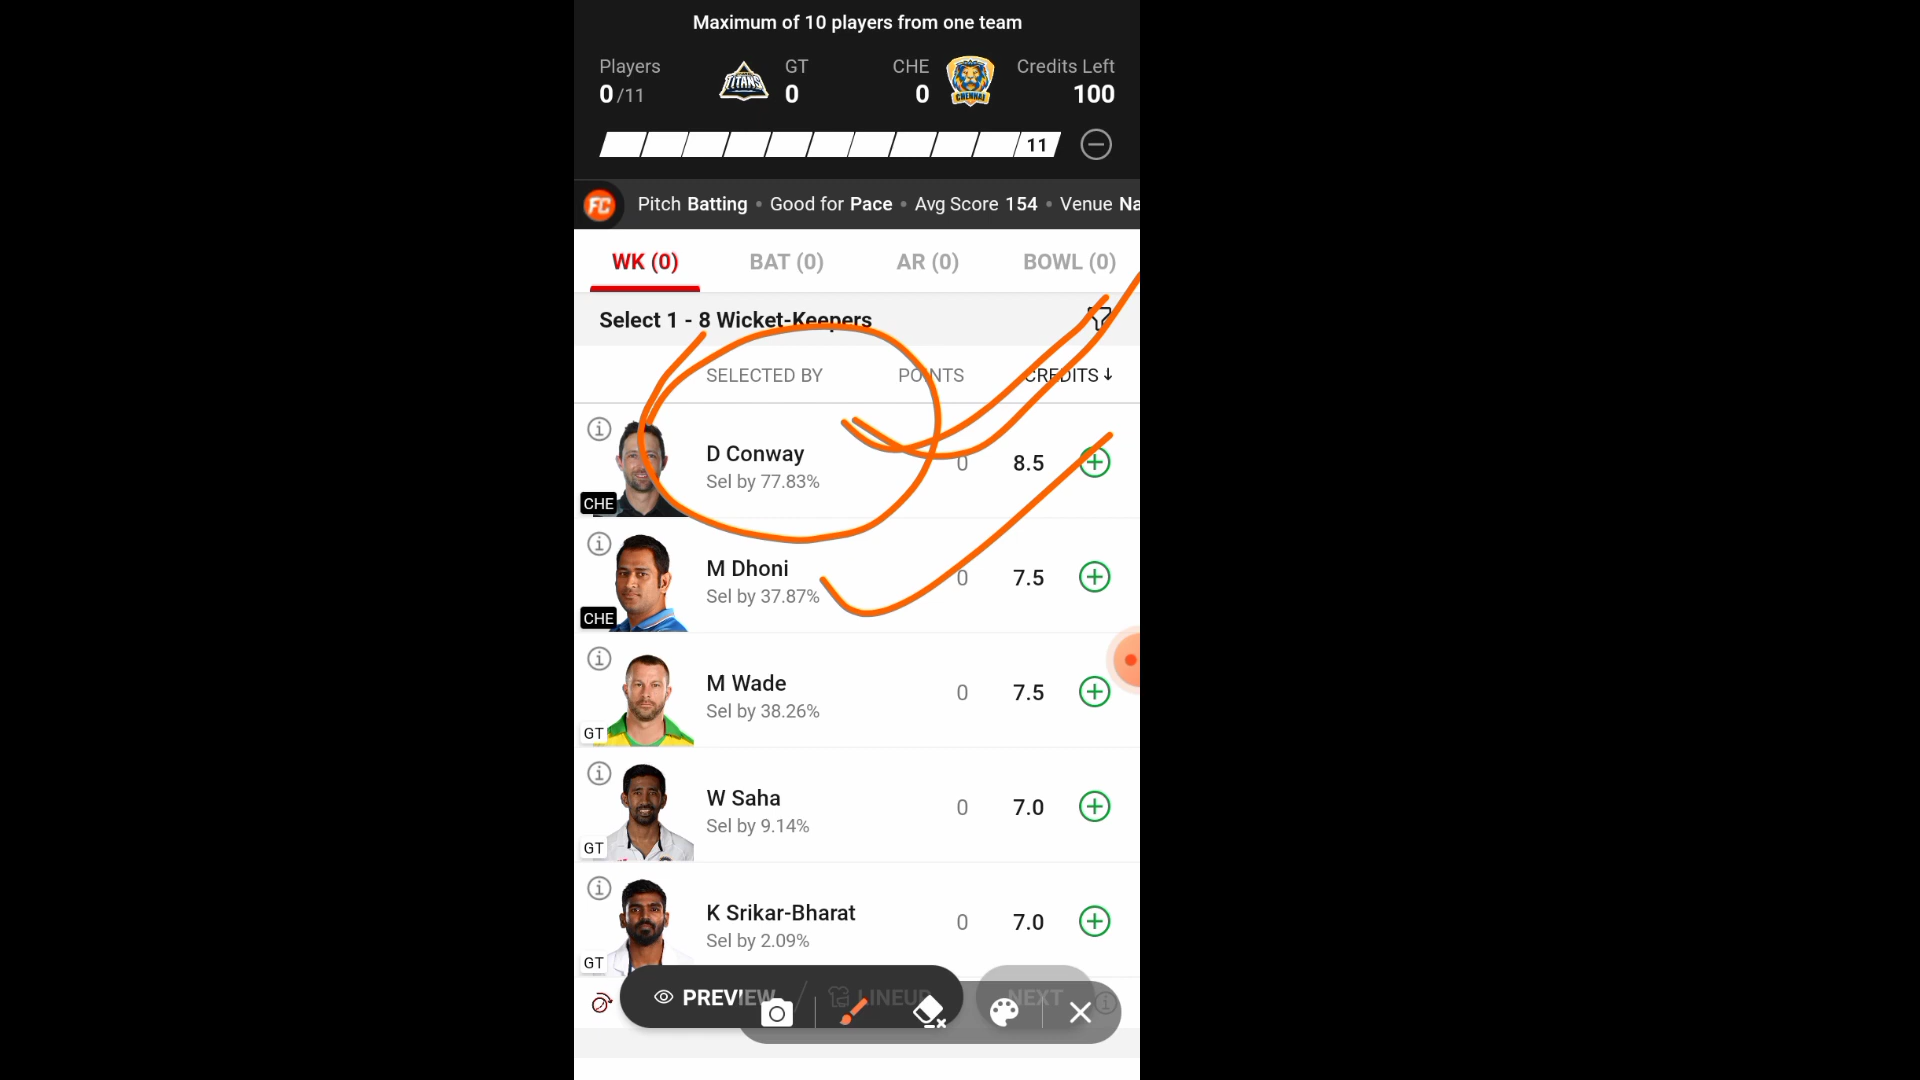 Maximum of 10 players from one team
Players GT CHE Credits Left
0/11 0 0 100
TITANS
CHENNAI
11
FC Pitch Batting • Good for Pace • Avg Score 154 • Venue Na
WK (0) BAT (0) AR (0) BOWL (0)
Select 1 - 8 Wicket-Keepers
SELECTED BY POINTS CREDITS↓
D Conway 0 8.5
Sel by 77.83%
CHE
M Dhoni 0 7.5
Sel by 37.87%
CHE
M Wade 0 7.5
Sel by 38.26%
GT
W Saha 0 7.0
Sel by 9.14%
GT
K Srikar-Bharat 0 7.0
Sel by 2.09%
GT
PREVIEW / LINEUP NEXT